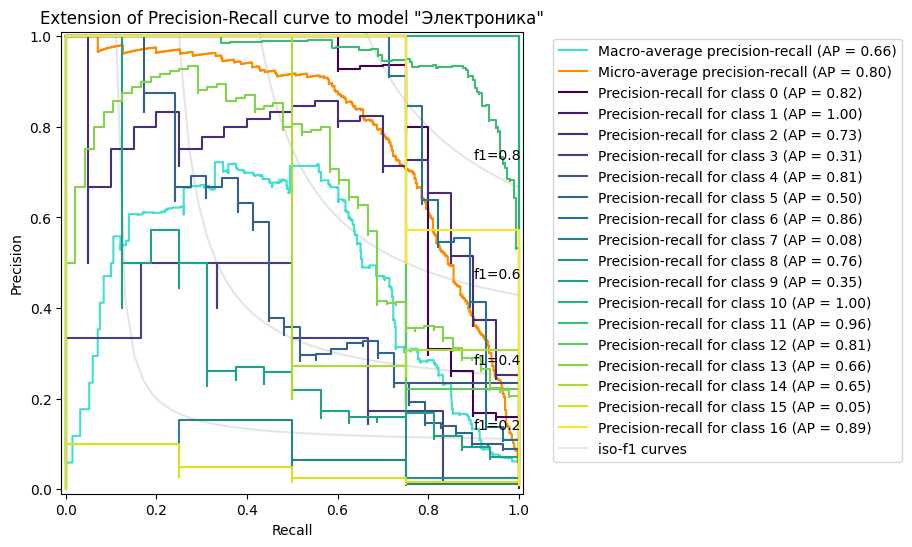 Extension of Precision-Recall curve to model "Электроника"
1.0
0.8
0.6
0.4
0.2
0.0
Precision
f1=0.8
f1=0.6
f1=0.4
f1=0.2
0.0 0.2 0.4 0.6 0.8 1.0
Recall
Macro-average precision-recall (AP = 0.66)
Micro-average precision-recall (AP = 0.80)
Precision-recall for class 0 (AP = 0.82)
Precision-recall for class 1 (AP = 1.00)
Precision-recall for class 2 (AP = 0.73)
Precision-recall for class 3 (AP = 0.31)
Precision-recall for class 4 (AP = 0.81)
Precision-recall for class 5 (AP = 0.50)
Precision-recall for class 6 (AP = 0.86)
Precision-recall for class 7 (AP = 0.08)
Precision-recall for class 8 (AP = 0.76)
Precision-recall for class 9 (AP = 0.35)
Precision-recall for class 10 (AP = 1.00)
Precision-recall for class 11 (AP = 0.96)
Precision-recall for class 12 (AP = 0.81)
Precision-recall for class 13 (AP = 0.66)
Precision-recall for class 14 (AP = 0.65)
Precision-recall for class 15 (AP = 0.05)
Precision-recall for class 16 (AP = 0.89)
iso-f1 curves